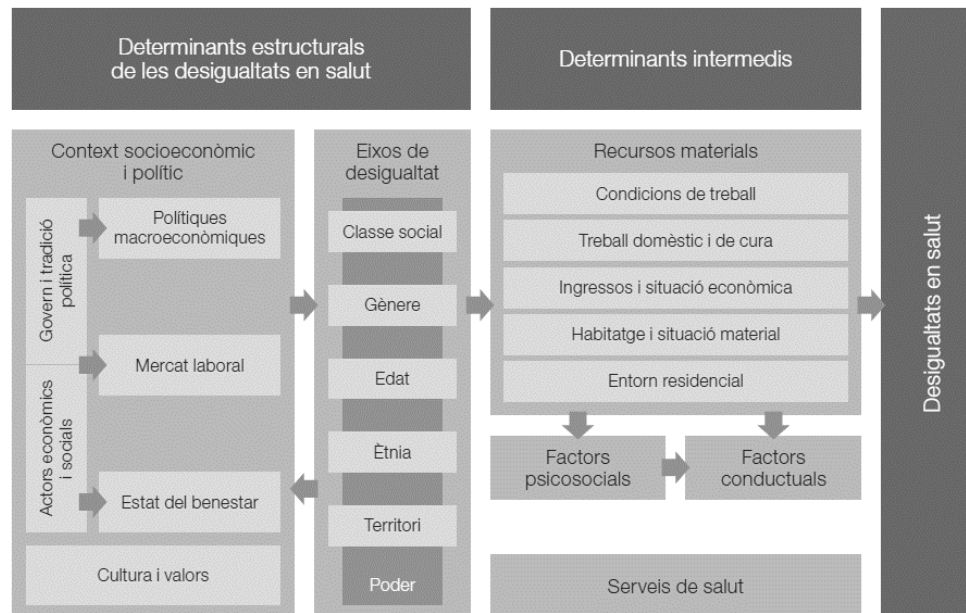 Determinants estructurals
de les desigualtats en salut
Determinants intermedis
Desigualtats en salut
Context socioeconòmic
i polític
Govern i tradició
política
Actors econòmics
i socials
Polítiques
macroeconòmiques
Mercat laboral
Estat del benestar
Cultura i valors
Eixos de
desigualtat
Classe social
Gènere
Edat
Ètnia
Territori
Poder
Recursos materials
Condicions de treball
Treball domèstic i de cura
Ingressos i situació econòmica
Habitatge i situació material
Entorn residencial
Factors
psicosocials
Factors
conductuals
Serveis de salut